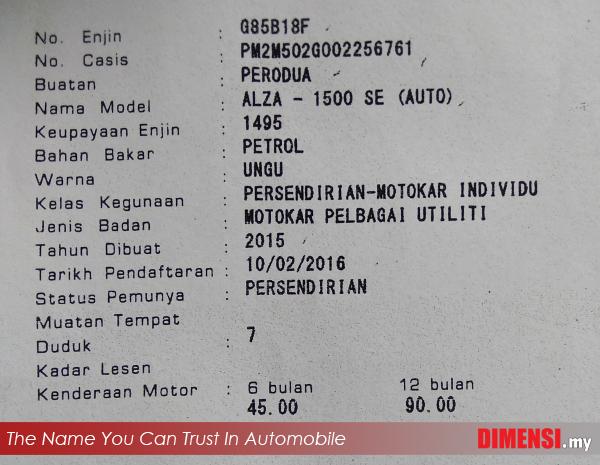 No. Enjin : G85B18F
No. Casis : PM2M502G002256761
Buatan : PERODUA
Nama Model : ALZA - 1500 SE (AUTO)
Keupayaan Enjin : 1495
Bahan Bakar : PETROL
Warna : UNGU
Kelas Kegunaan : PERSENDIRIAN-MOTOKAR INDIVIDU
Jenis Badan : MOTOKAR PELBAGAI UTILITI
Tahun Dibuat : 2015
Tarikh Pendaftaran : 10/02/2016
Status Pemunya : PERSENDIRIAN
Muatan Tempat
Duduk : 7
Kadar Lesen
Kenderaan Motor : 6 bulan 12 bulan
45.00 90.00
The Name You Can Trust In Automobile DIMENSI.my